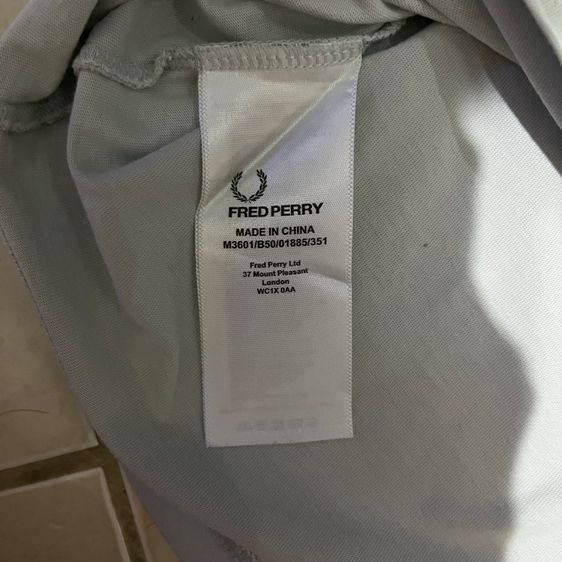 FRED PERRY
MADE IN CHINA
M3601/B50/01885/351
Fred Perry Ltd
37 Mount Pleasant
London
WC1X 0AA